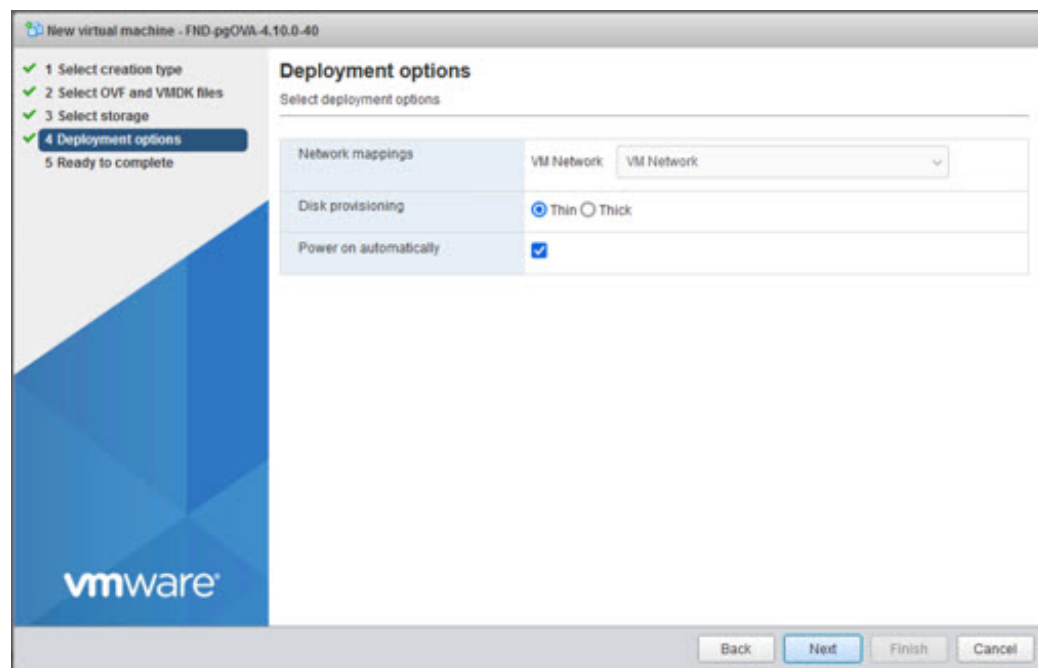 New virtual machine - FND-pgOVA-4.10.0-40
1 Select creation type
2 Select OVF and VMDK files
3 Select storage
4 Deployment options
5 Ready to complete
Deployment options
Select deployment options
Network mappings
VM Network VM Network
Disk provisioning
Thin Thick
Power on automatically
vmware
Back Next Finish Cancel